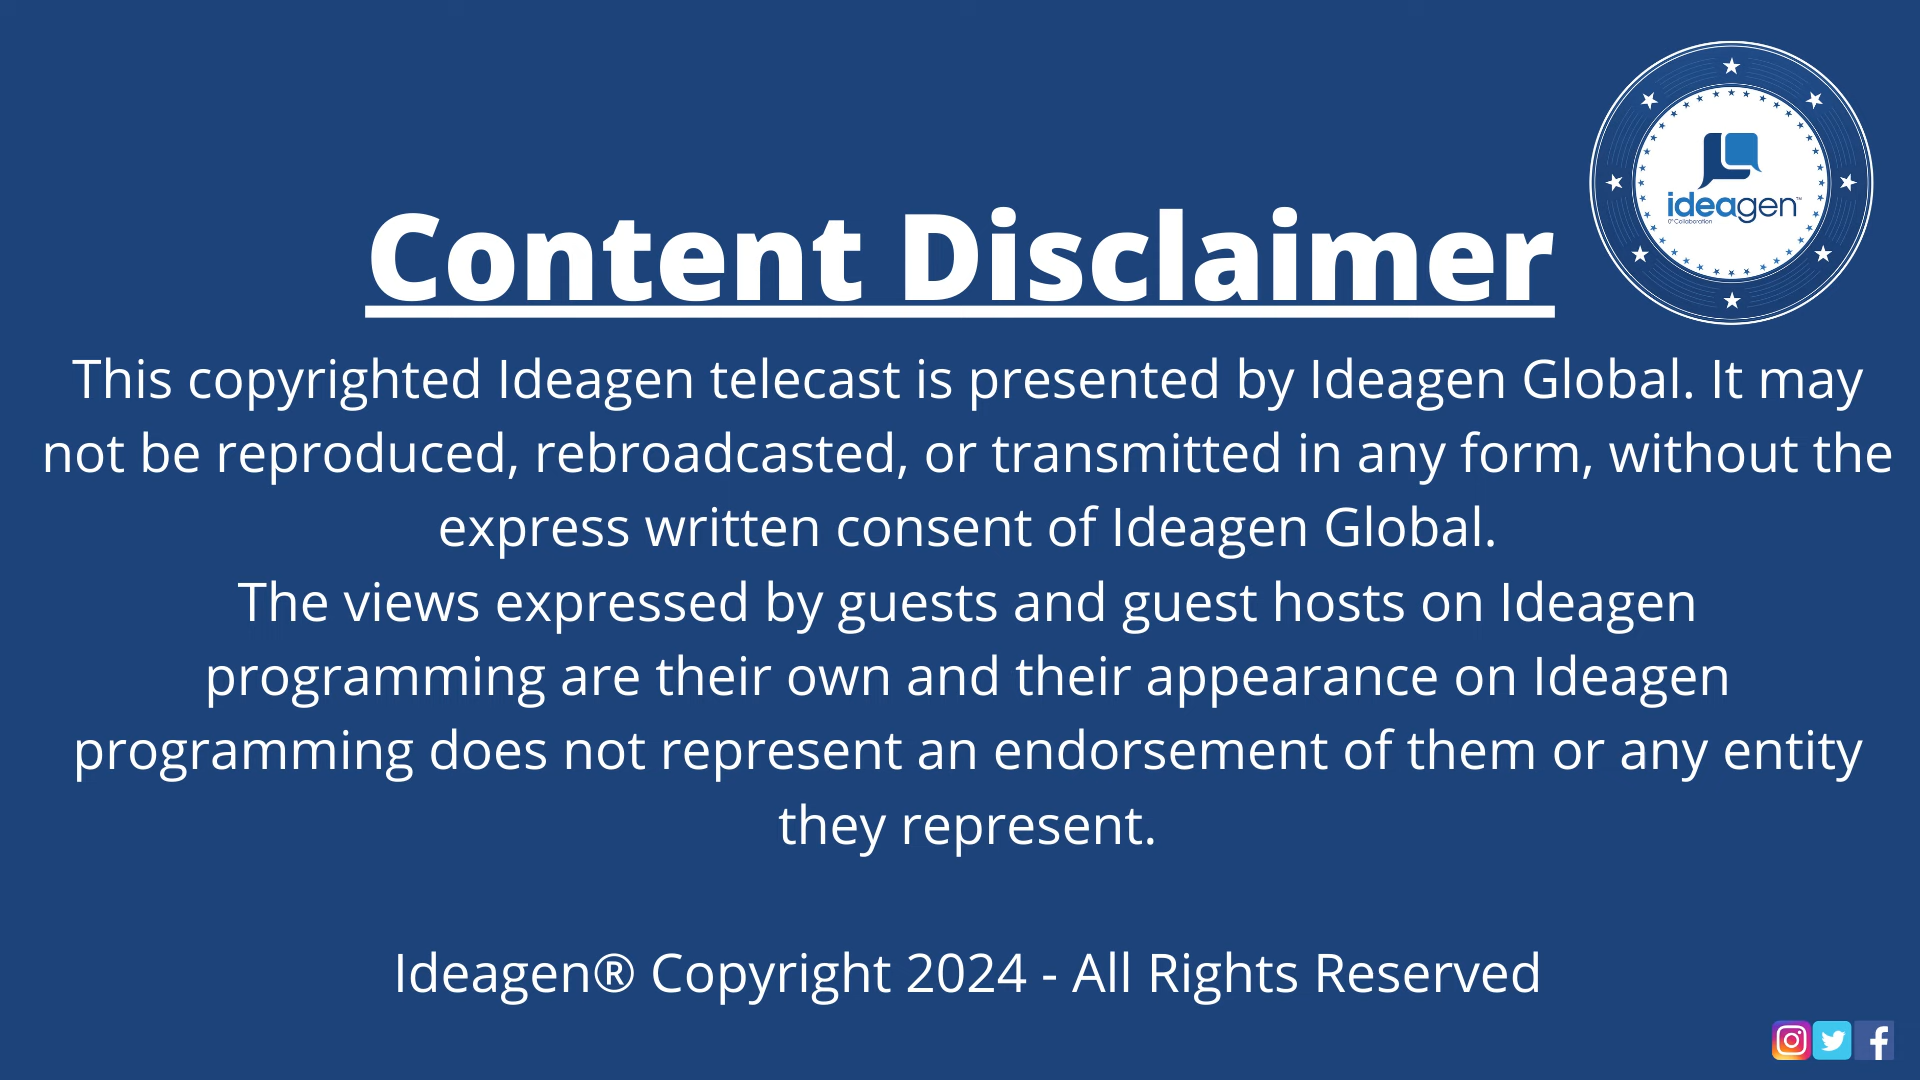 Content Disclaimer
ideagen™
0° Collaboration
This copyrighted Ideagen telecast is presented by Ideagen Global. It may
not be reproduced, rebroadcasted, or transmitted in any form, without the
express written consent of Ideagen Global.
The views expressed by guests and guest hosts on Ideagen
programming are their own and their appearance on Ideagen
programming does not represent an endorsement of them or any entity
they represent.
Ideagen® Copyright 2024 - All Rights Reserved